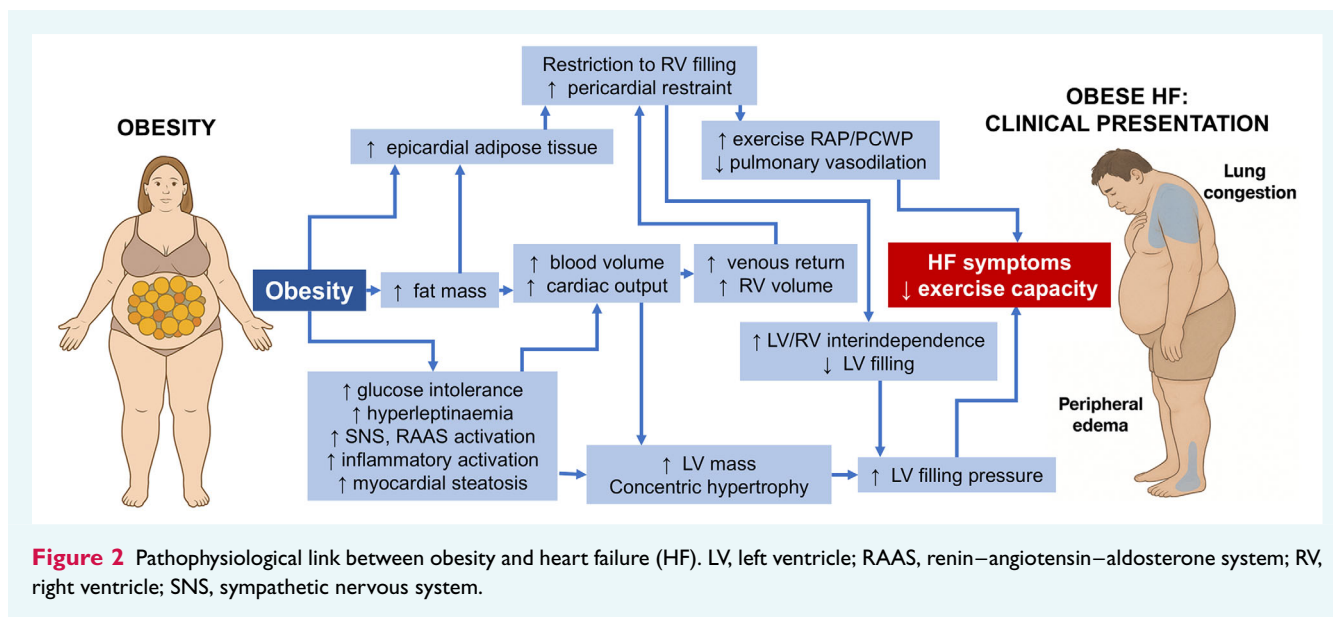 OBESITY
Restriction to RV filling
↑ pericardial restraint
↑ epicardial adipose tissue
↑ exercise RAP/PCWP
↓ pulmonary vasodilation
OBESE HF:
CLINICAL PRESENTATION
Lung
congestion
Obesity
↑ fat mass
↑ blood volume
↑ cardiac output
↑ venous return
↑ RV volume
HF symptoms
↓ exercise capacity
↑ LV/RV interindependence
↓ LV filling
↑ glucose intolerance
↑ hyperleptinaemia
↑ SNS, RAAS activation
↑ inflammatory activation
↑ myocardial steatosis
↑ LV mass
Concentric hypertrophy
↑ LV filling pressure
Peripheral
edema
Figure 2 Pathophysiological link between obesity and heart failure (HF). LV, left ventricle; RAAS, renin–angiotensin–aldosterone system; RV,
right ventricle; SNS, sympathetic nervous system.